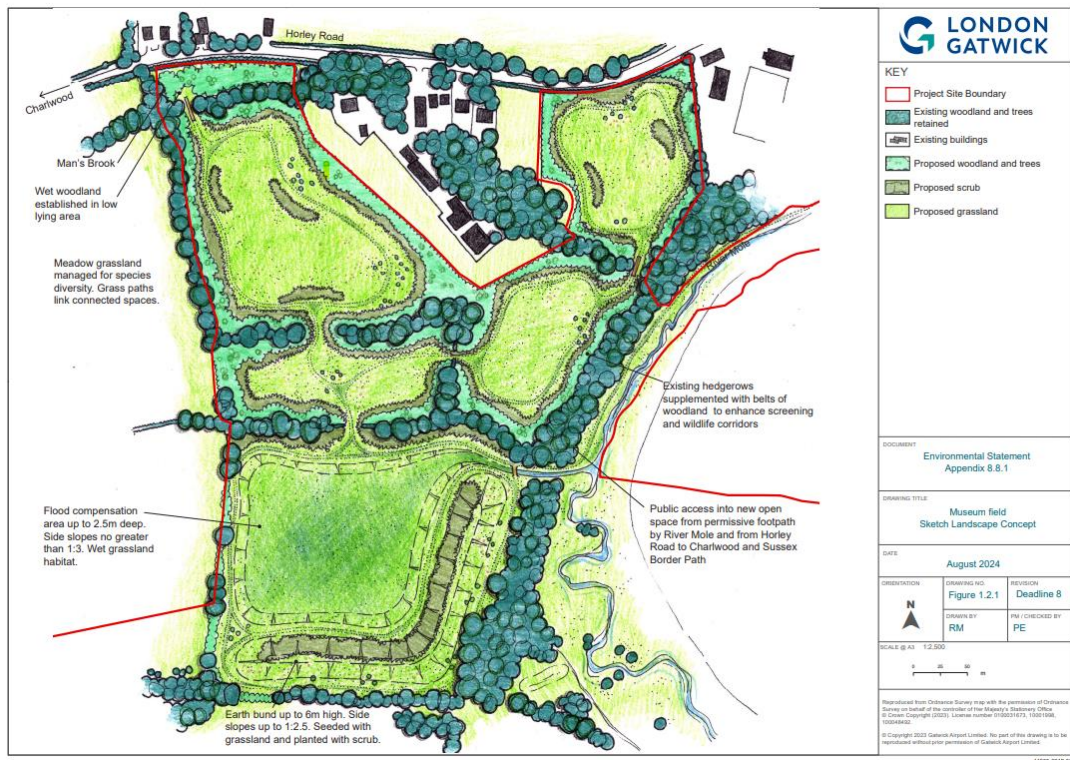 Horley Road
Charlwood
Man's Brook
Wet woodland
established in low
lying area
Meadow grassland
managed for species
diversity. Grass paths
link connected spaces.
River Mole
Existing hedgerows
supplemented with belts of
woodland to enhance screening
and wildlife corridors
Flood compensation
area up to 2.5m deep.
Side slopes no greater
than 1:3. Wet grassland
habitat.
Public access into new open
space from permissive footpath
by River Mole and from Horley
Road to Charlwood and Sussex
Border Path
Earth bund up to 6m high. Side
slopes up to 1:2.5. Seeded with
grassland and planted with scrub.
LONDON
GATWICK
KEY
Project Site Boundary
Existing woodland and trees
retained
Existing buildings
Proposed woodland and trees
Proposed scrub
Proposed grassland
DOCUMENT
Environmental Statement
Appendix 8.8.1
DRAWING TITLE
Museum field
Sketch Landscape Concept
DATE
August 2024
ORIENTATION
N
DRAWING NO.
Figure 1.2.1
REVISION
Deadline 8
DRAWN BY
RM
PM / CHECKED BY
PE
SCALE @ A3 1:2,500
0 25 50 m
Reproduced from Ordnance Survey map with the permission of Ordnance
Survey on behalf of the controller of Her Majesty's Stationery Office
© Crown Copyright (2023). License number 0100031673, 10001998,
100049492.
© Copyright 2023 Gatwick Airport Limited. No part of this drawing is to be
reproduced without prior permission of Gatwick Airport Limited.